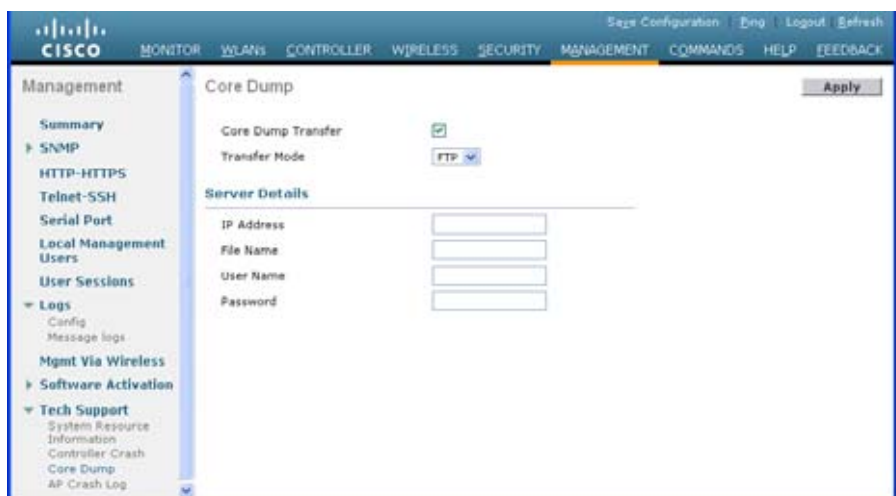 Save Configuration Ping Logout Refresh
CISCO MONITOR WLANs CONTROLLER WIRELESS SECURITY MANAGEMENT COMMANDS HELP FEEDBACK
Management
Summary
SNMP
HTTP-HTTPS
Telnet-SSH
Serial Port
Local Management
Users
User Sessions
Logs
Config
Message logs
Mgmt Via Wireless
Software Activation
Tech Support
System Resource
Information
Controller Crash
Core Dump
AP Crash Log
Core Dump
Apply
Core Dump Transfer
Transfer Mode FTP
Server Details
IP Address
File Name
User Name
Password